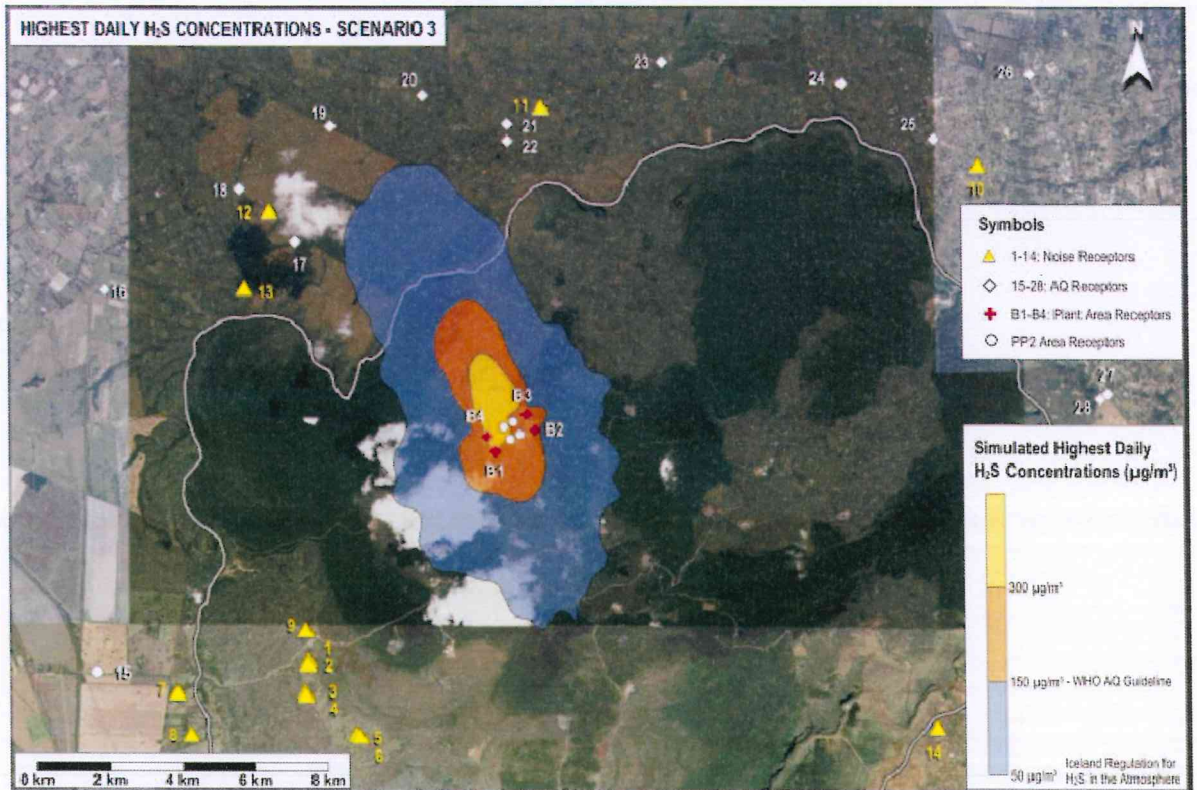 HIGHEST DAILY H₂S CONCENTRATIONS - SCENARIO 3
N
23
20
24
26
11
19
21
25
22
10
18
12
17
16
13
Symbols
1-14: Noise Receptors
15-28: AQ Receptors
B1-B4: Plant Area Receptors
PP2 Area Receptors
27
28
B3
B4
B2
B1
Simulated Highest Daily
H₂S Concentrations (µg/m³)
300 µg/m³
150 µg/m³ - WHO AQ Guideline
Iceland Regulation for
50 µg/m³ H₂S in the Atmosphere
9
1
2
15
7
3
4
8
5
6
14
0 km 2 km 4 km 6 km 8 km